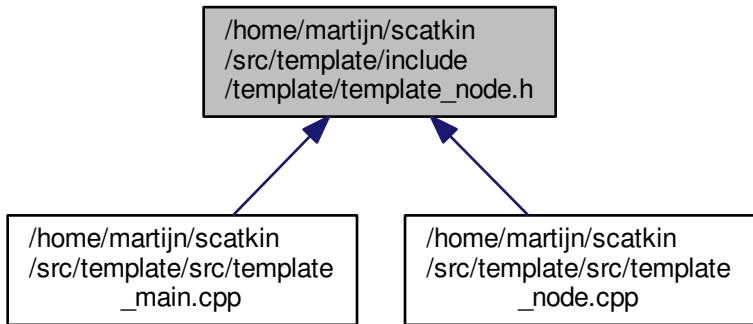 /home/martijn/scatkin
/src/template/include
/template/template_node.h
/home/martijn/scatkin
/src/template/src/template
_main.cpp
/home/martijn/scatkin
/src/template/src/template
_node.cpp